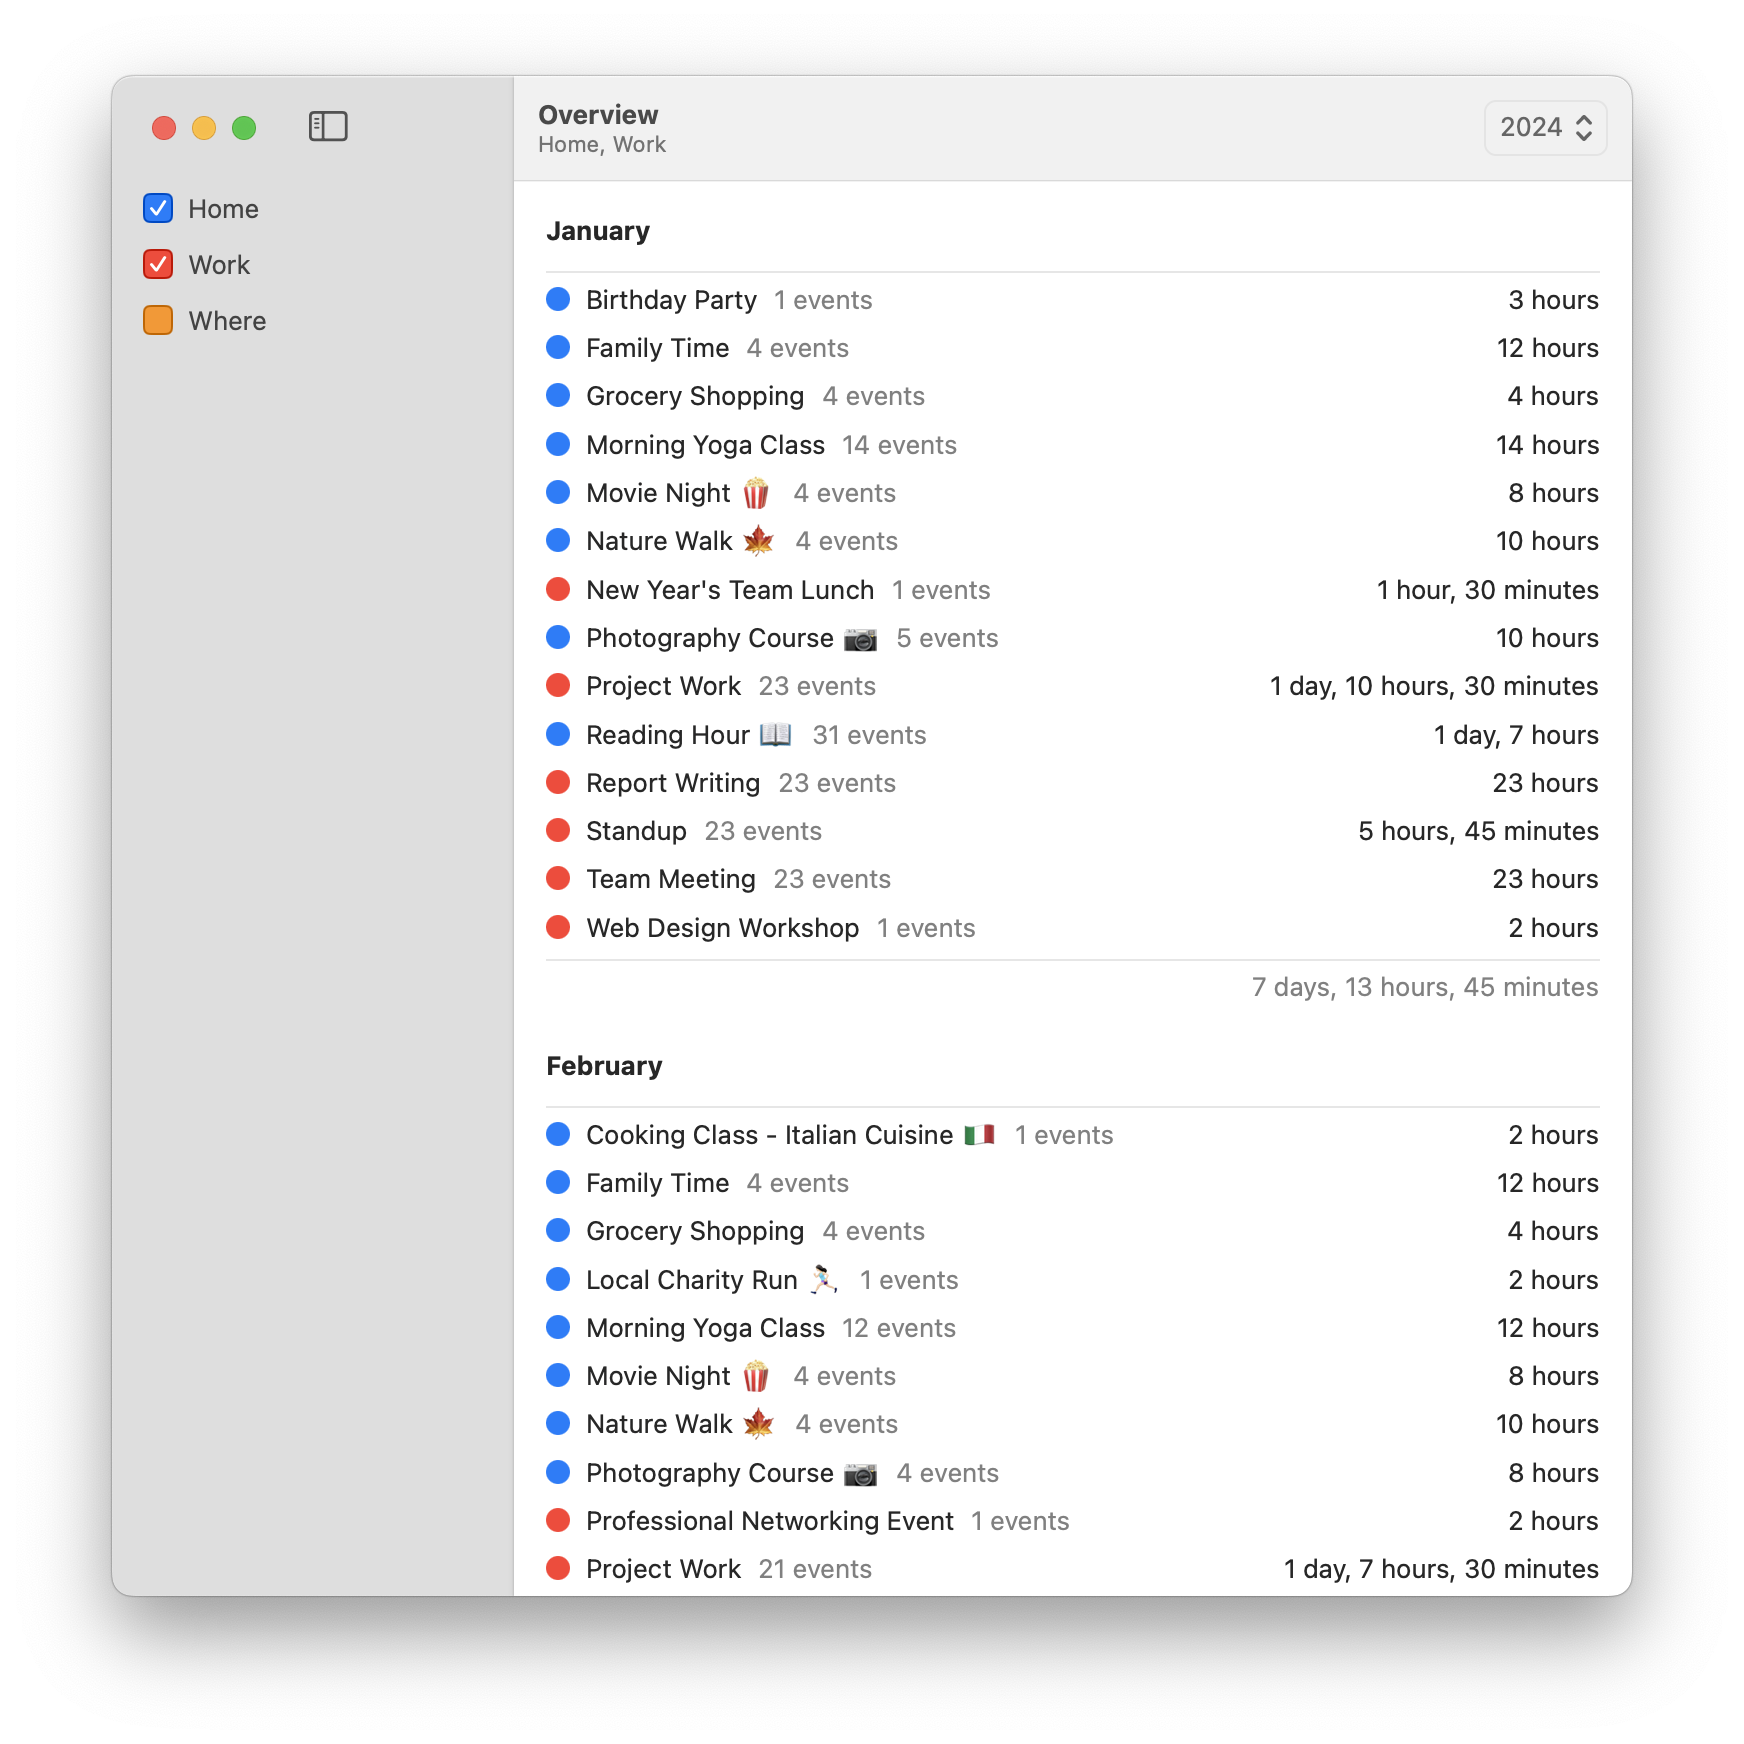 Overview
Home, Work
2024
Home
Work
Where
January
Birthday Party 1 events 3 hours
Family Time 4 events 12 hours
Grocery Shopping 4 events 4 hours
Morning Yoga Class 14 events 14 hours
Movie Night 🍿 4 events 8 hours
Nature Walk 🍁 4 events 10 hours
New Year's Team Lunch 1 events 1 hour, 30 minutes
Photography Course 📷 5 events 10 hours
Project Work 23 events 1 day, 10 hours, 30 minutes
Reading Hour 📖 31 events 1 day, 7 hours
Report Writing 23 events 23 hours
Standup 23 events 5 hours, 45 minutes
Team Meeting 23 events 23 hours
Web Design Workshop 1 events 2 hours
7 days, 13 hours, 45 minutes
February
Cooking Class - Italian Cuisine 🇮🇹 1 events 2 hours
Family Time 4 events 12 hours
Grocery Shopping 4 events 4 hours
Local Charity Run 🏃🏻‍♀️ 1 events 2 hours
Morning Yoga Class 12 events 12 hours
Movie Night 🍿 4 events 8 hours
Nature Walk 🍁 4 events 10 hours
Photography Course 📷 4 events 8 hours
Professional Networking Event 1 events 2 hours
Project Work 21 events 1 day, 7 hours, 30 minutes